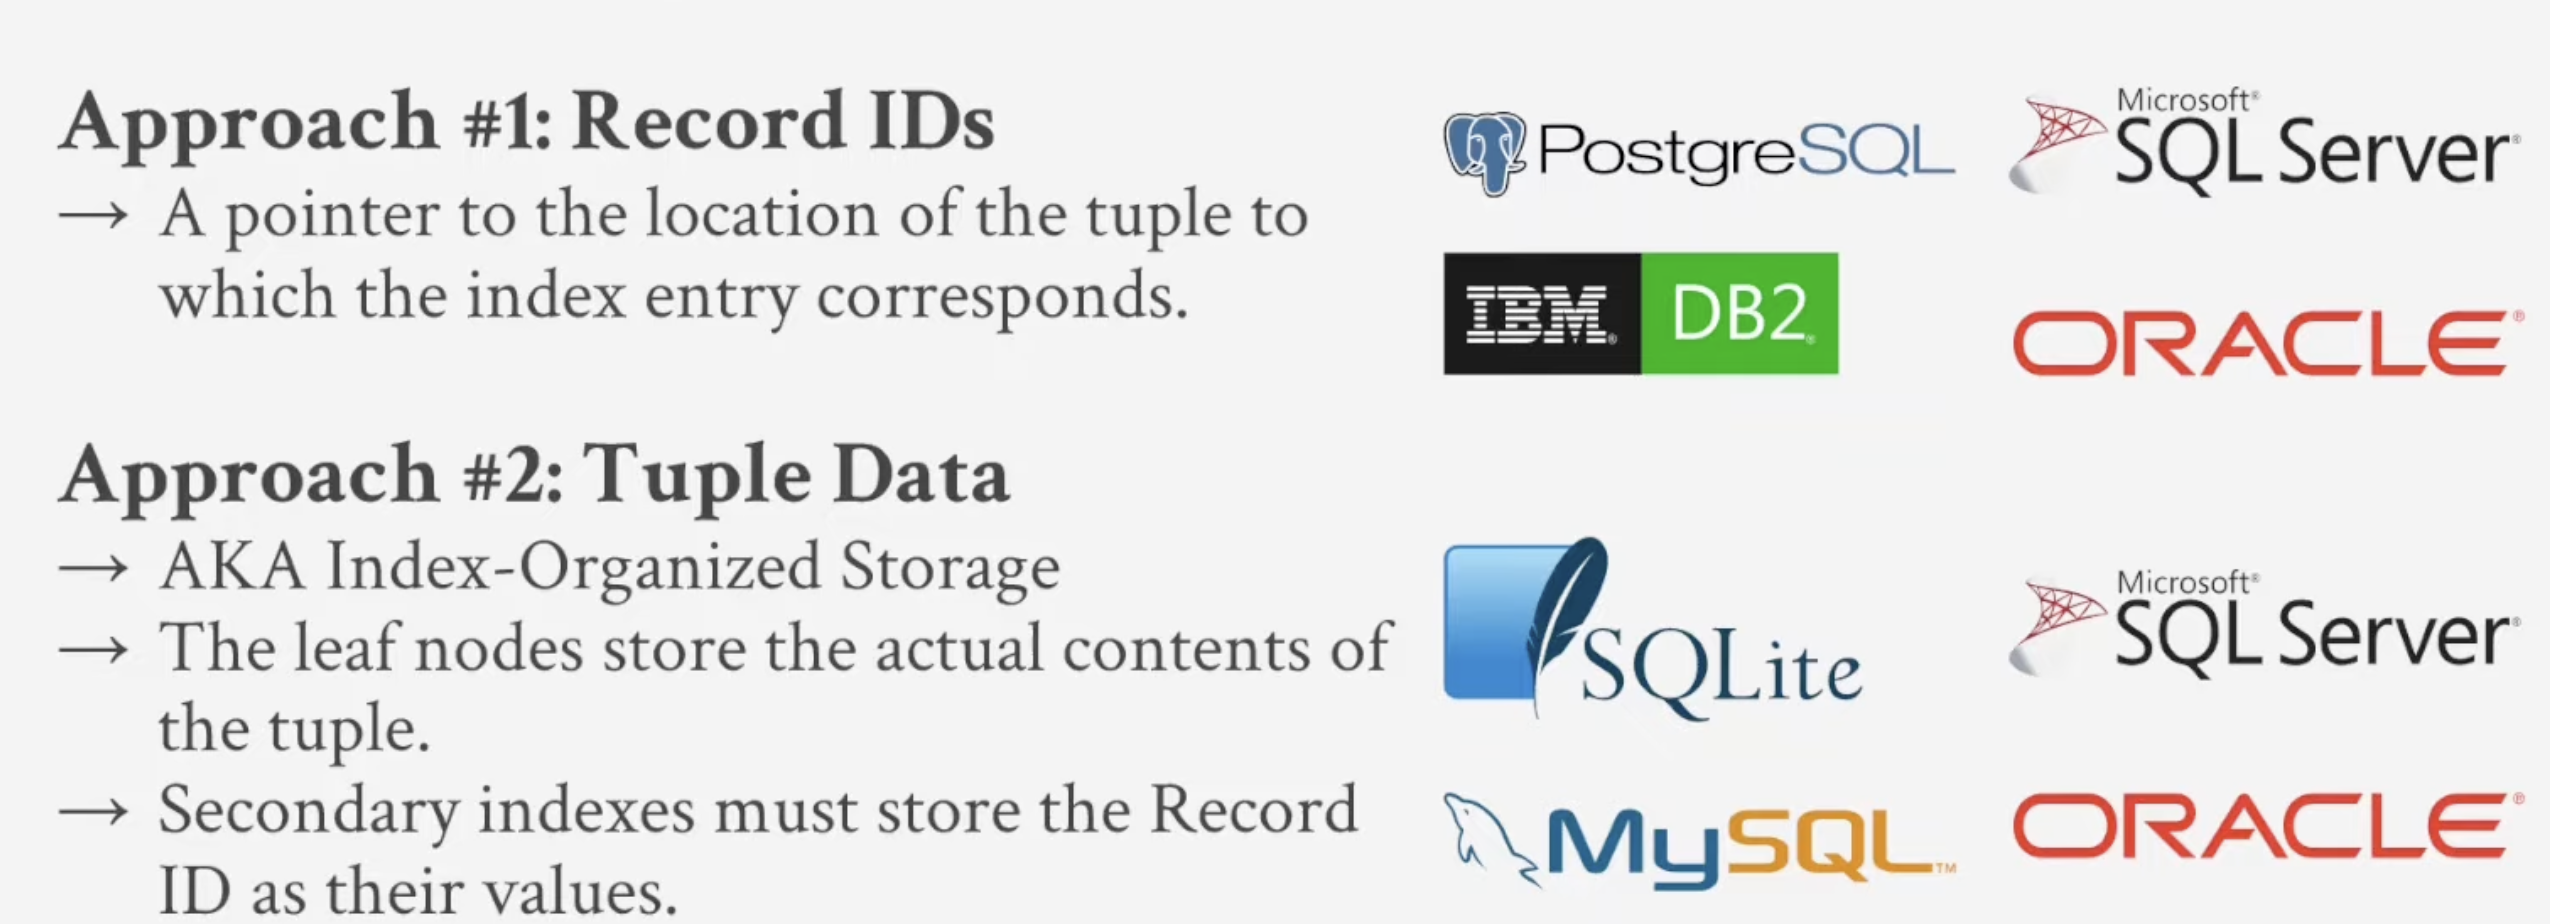 Approach #1: Record IDs
→ A pointer to the location of the tuple to
which the index entry corresponds.
PostgreSQL
Microsoft®
SQL Server®
IBM® DB2®
ORACLE®
Approach #2: Tuple Data
→ AKA Index-Organized Storage
→ The leaf nodes store the actual contents of
the tuple.
→ Secondary indexes must store the Record
ID as their values.
SQLite
Microsoft®
SQL Server®
MySQL™
ORACLE®